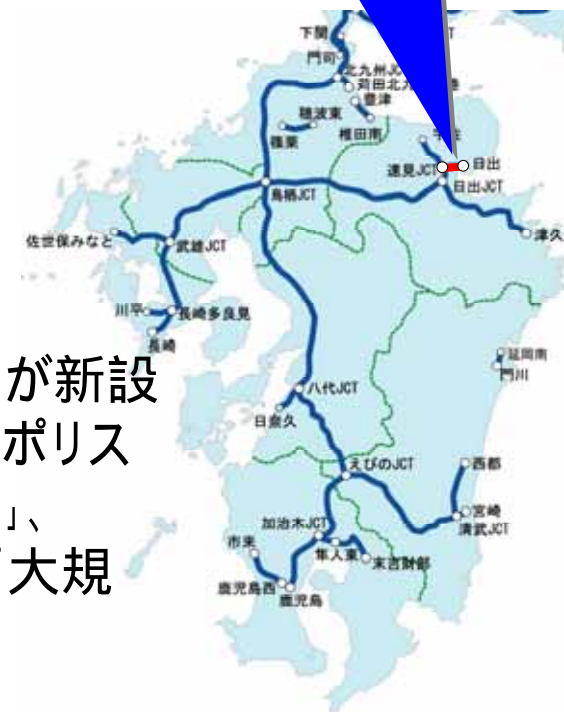 下関
門司
北九州JC
苅田北九
港
豊津
穂波東
篠栗
椎田南
速見JCT
日出
日出JCT
鳥栖JCT
津久
佐世保みなと
武雄JCT
川平
長崎多良見
長崎
延岡南
門川
が新設
八代JCT
ポリス
日奈久
えびのJCT
西都
」、
加治木JCT
宮崎
清武JCT
市来
隼人東
末吉財部
大規
鹿児島西
鹿児島